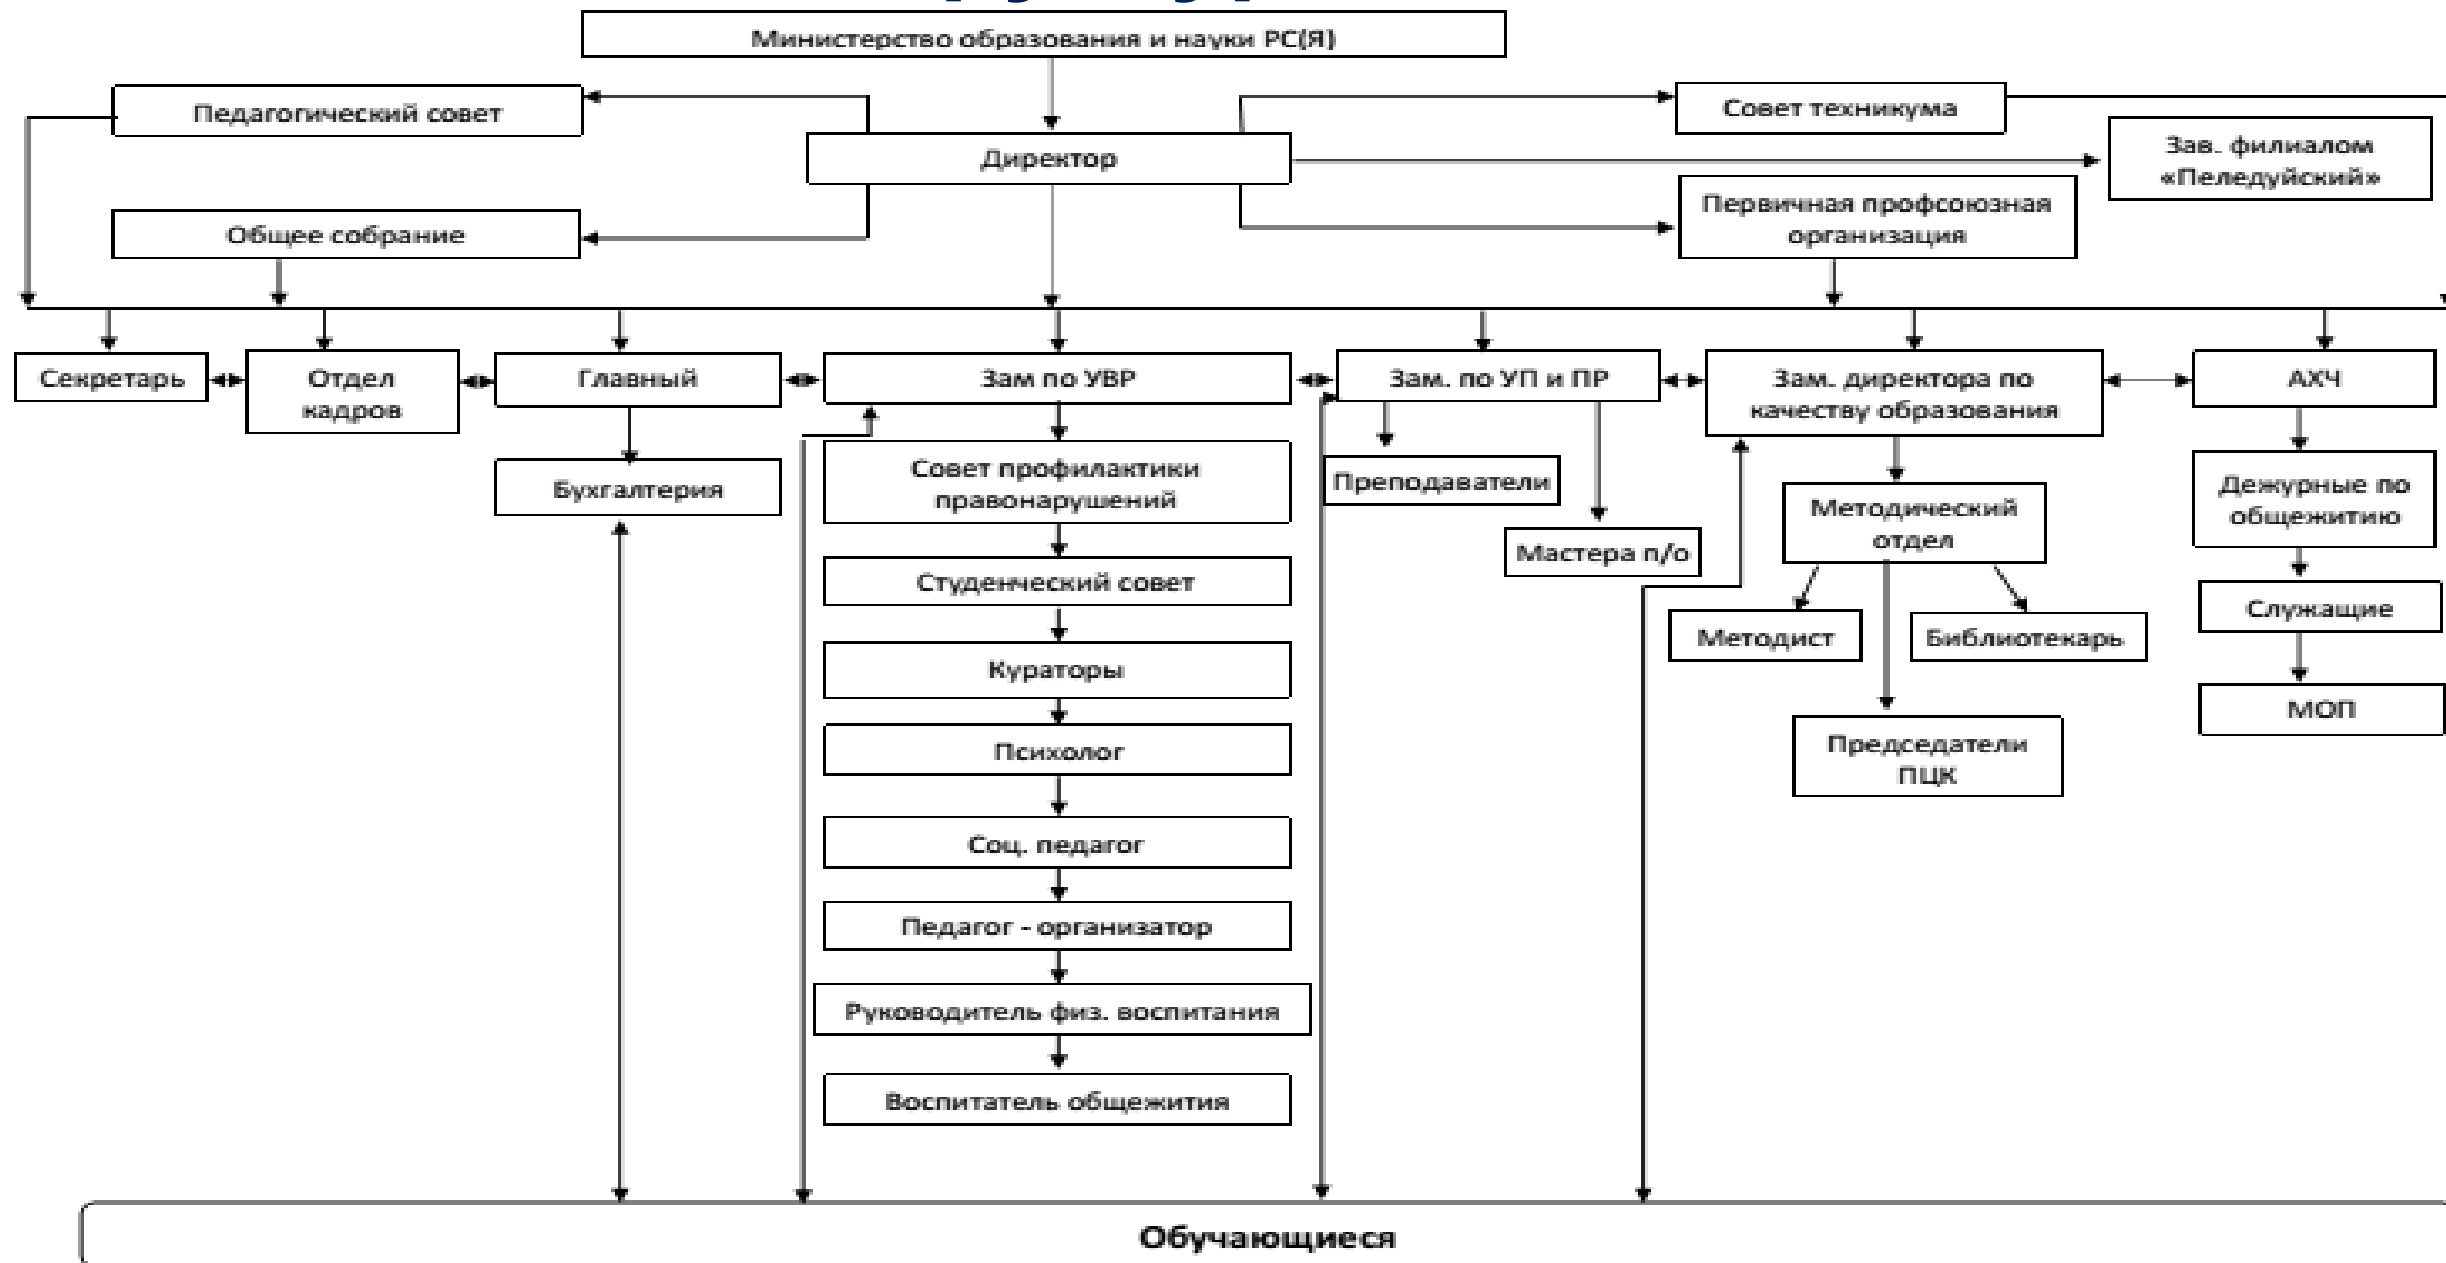 Министерство образования и науки РС(Я)
Педагогический совет
Совет техникума
Директор
Зав. филиалом
«Пеледуйский»
Общее собрание
Первичная профсоюзная
организация
Секретарь
Отдел
кадров
Главный
Зам по УВР
Зам. по УП и ПР
Зам. директора по
качеству образования
АХЧ
Бухгалтерия
Совет профилактики
правонарушений
Преподаватели
Мастера п/о
Методический
отдел
Дежурные по
общежитию
Студенческий совет
Методист
Библиотекарь
Служащие
Кураторы
МОП
Психолог
Председатели
ПЦК
Соц. педагог
Педагог - организатор
Руководитель физ. воспитания
Воспитатель общежития
Обучающиеся